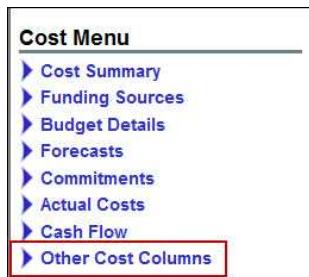 Cost Menu
Cost Summary
Funding Sources
Budget Details
Forecasts
Commitments
Actual Costs
Cash Flow
Other Cost Columns